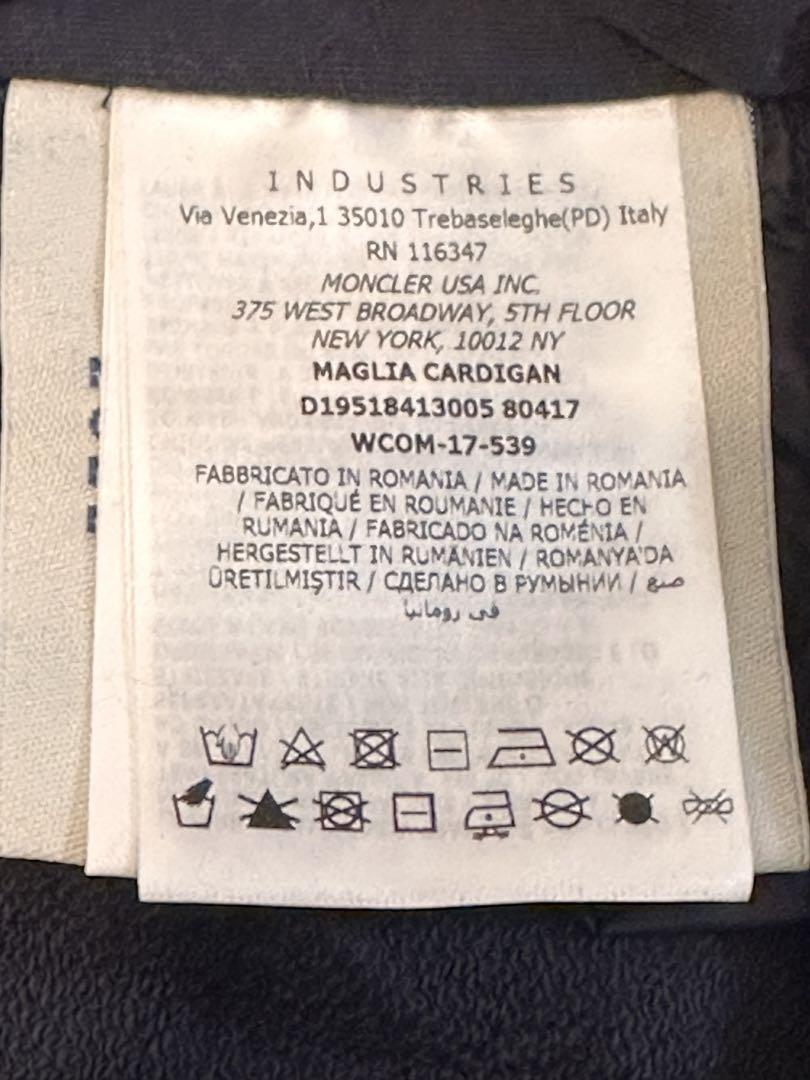 INDUSTRIES
Via Venezia,1 35010 Trebaseleghe(PD) Italy
RN 116347
MONCLER USA INC.
375 WEST BROADWAY, 5TH FLOOR
NEW YORK, 10012 NY
MAGLIA CARDIGAN
D19518413005 80417
WCOM-17-539
FABBRICATO IN ROMANIA / MADE IN ROMANIA
/ FABRIQUÉ EN ROUMANIE / HECHO EN
RUMANIA / FABRICADO NA ROMÉNIA /
HERGESTELLT IN RUMÄNIEN / ROMANYA'DA
ÜRETILMIŞTIR / СДЕЛАНО В РУМЫНИИ / صنع
في رومانيا